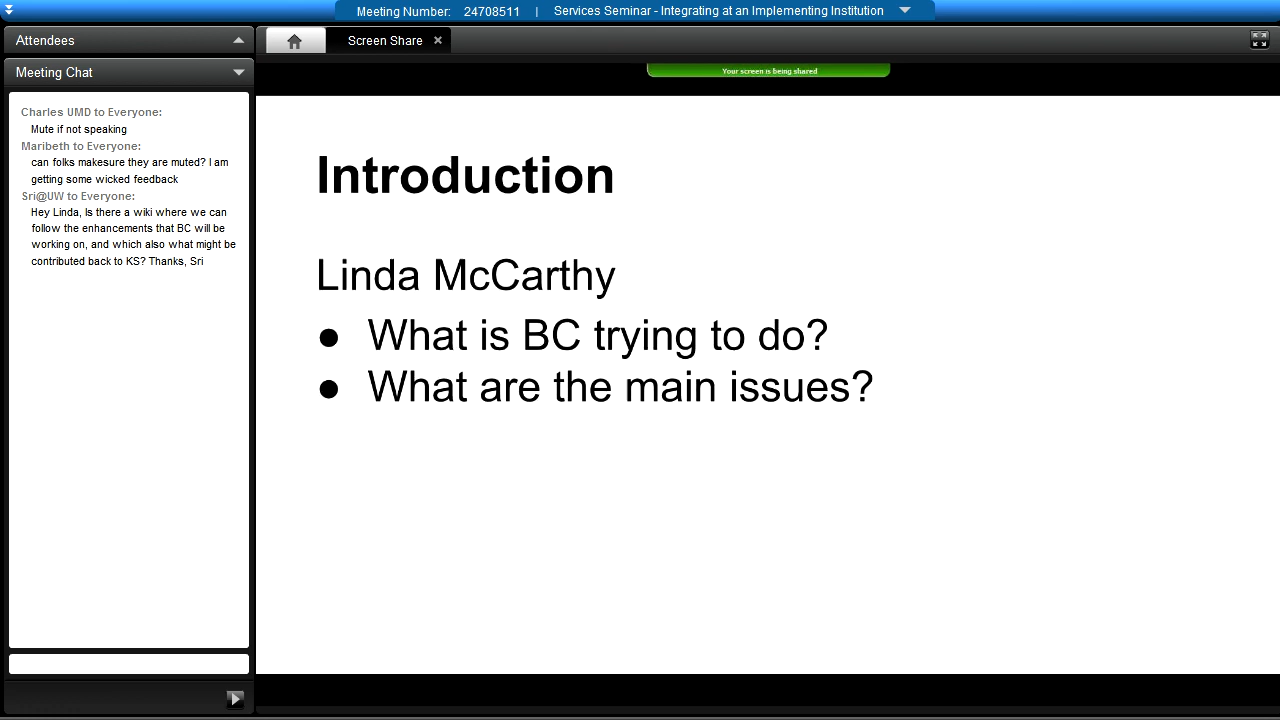 Meeting Number: 24708511 | Services Seminar - Integrating at an Implementing Institution
Attendees
Screen Share
Meeting Chat
Your screen is being shared
Charles UMD to Everyone:
Mute if not speaking
Maribeth to Everyone:
can folks makesure they are muted? I am
getting some wicked feedback
Sri@UW to Everyone:
Hey Linda, Is there a wiki where we can
follow the enhancements that BC will be
working on, and which also what might be
contributed back to KS? Thanks, Sri
Introduction
Linda McCarthy
● What is BC trying to do?
● What are the main issues?